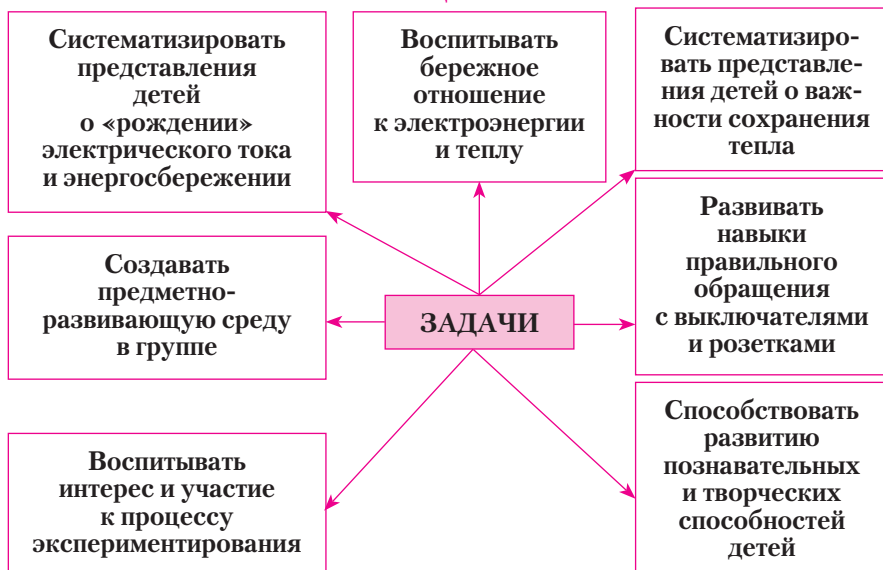 Систематизировать
представления
детей
о «рождении»
электрического тока
и энергосбережении
Воспитывать
бережное
отношение
к электроэнергии
и теплу
Систематизиро-
вать представле-
ния детей о важ-
ности сохранения
тепла
Создавать
предметно-
развивающую среду
в группе
ЗАДАЧИ
Развивать
навыки
правильного
обращения
с выключателями
и розетками
Воспитывать
интерес и участие
к процессу
экспериментирования
Способствовать
развитию
познавательных
и творческих
способностей
детей